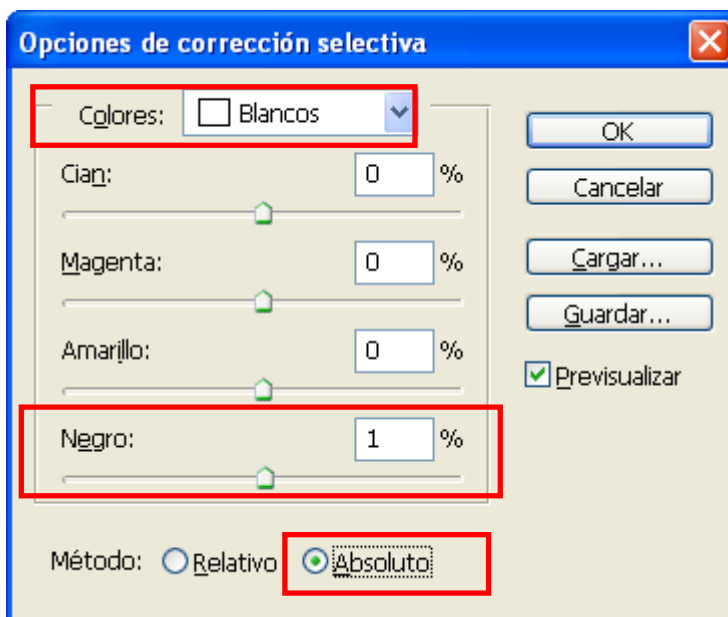 Opciones de corrección selectiva
Colores: Blancos
OK
Cian: 0 %
Cancelar
Magenta: 0 %
Cargar...
Guardar...
Amarillo: 0 %
Previsualizar
Negro: 1 %
Método: Relativo Absoluto